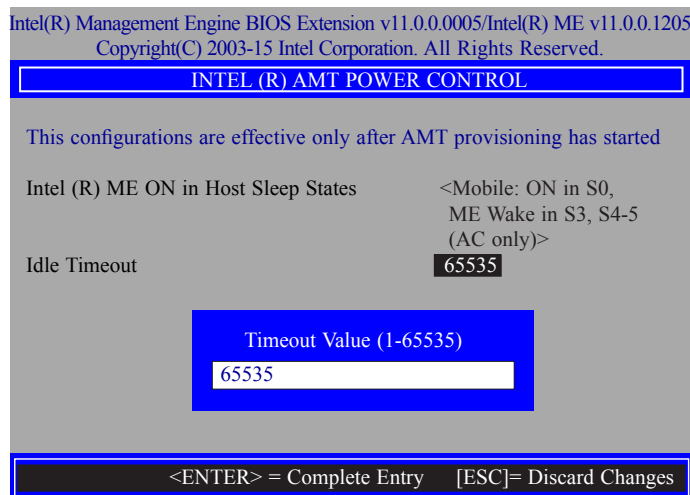 Intel(R) Management Engine BIOS Extension v11.0.0.0005/Intel(R) ME v11.0.0.1205
Copyright(C) 2003-15 Intel Corporation. All Rights Reserved.
INTEL (R) AMT POWER CONTROL
This configurations are effective only after AMT provisioning has started
Intel (R) ME ON in Host Sleep States <Mobile: ON in S0,
ME Wake in S3, S4-5
(AC only)>
Idle Timeout 65535
Timeout Value (1-65535)
65535
<ENTER> = Complete Entry [ESC]= Discard Changes